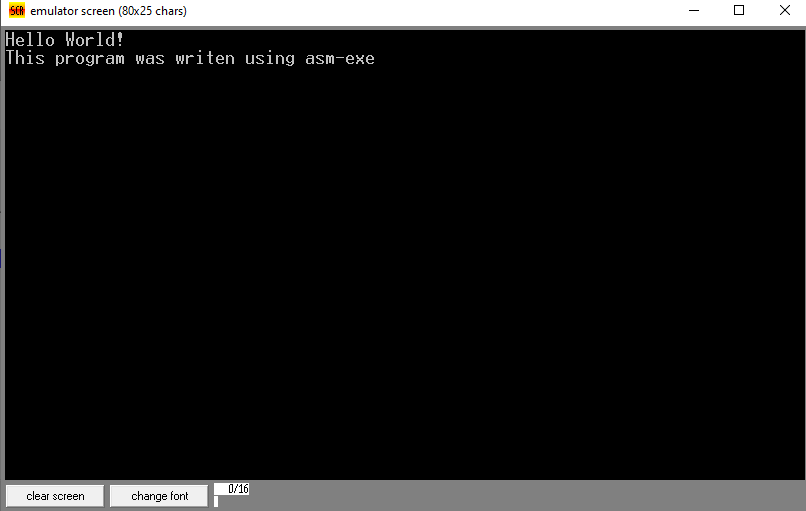 SCR
emulator screen (80x25 chars)
Hello World!
This program was writen using asm-exe
clear screen
change font
0/16